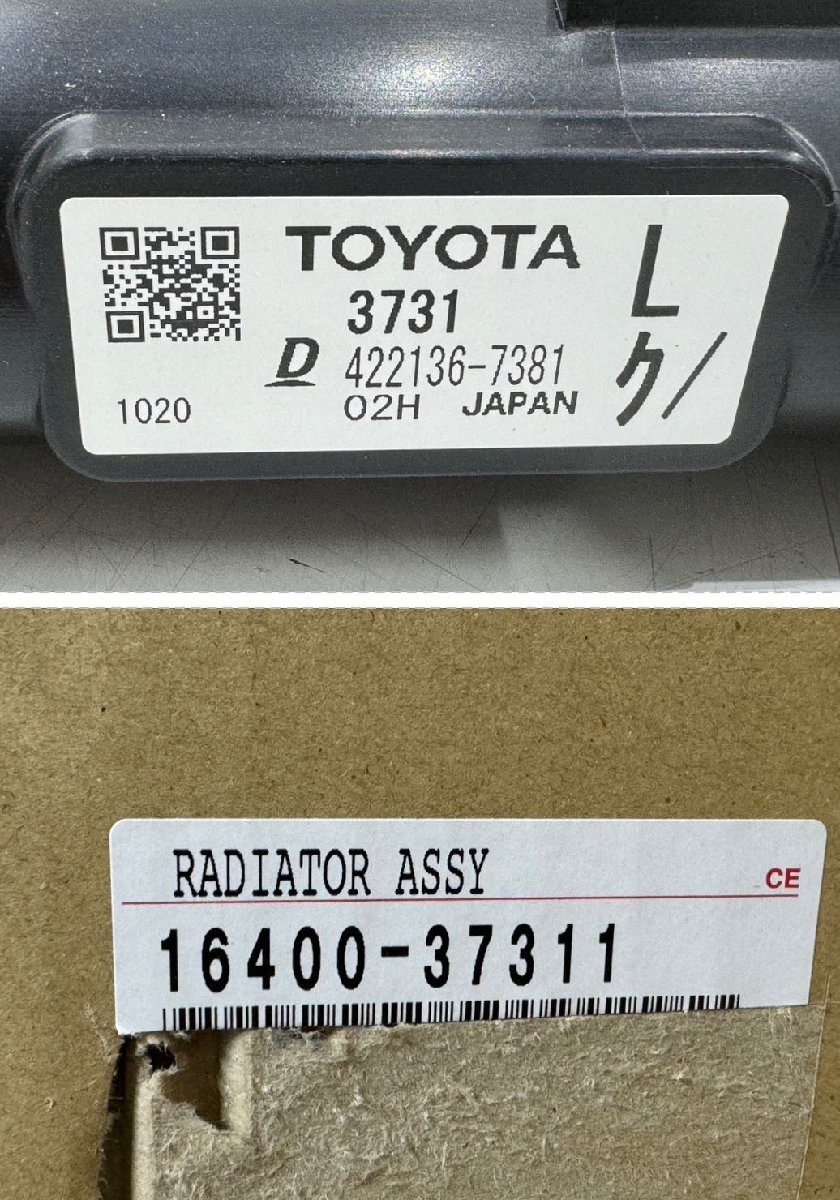 TOYOTA
3731
D 422136-7381
1020
02H JAPAN
L
ク/
RADIATOR ASSY
CE
16400-37311